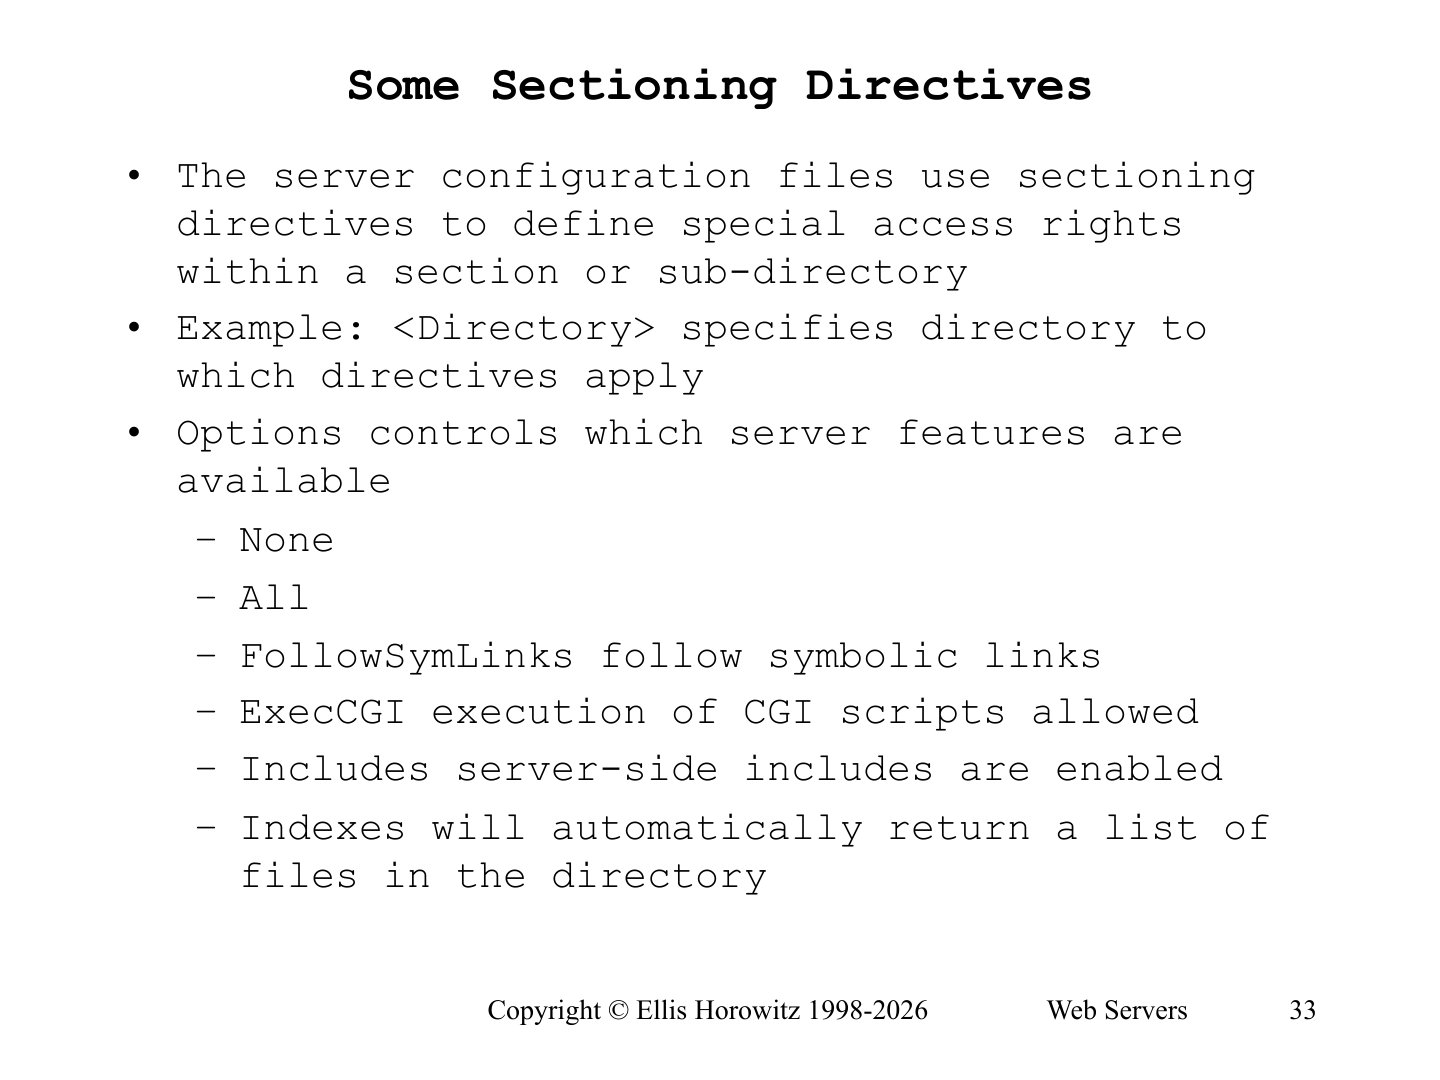 Some Sectioning Directives
• The server configuration files use sectioning
directives to define special access rights
within a section or sub-directory
• Example: <Directory> specifies directory to
which directives apply
• Options controls which server features are
available
– None
– All
– FollowSymLinks follow symbolic links
– ExecCGI execution of CGI scripts allowed
– Includes server-side includes are enabled
– Indexes will automatically return a list of
files in the directory
Copyright © Ellis Horowitz 1998-2026 Web Servers 33